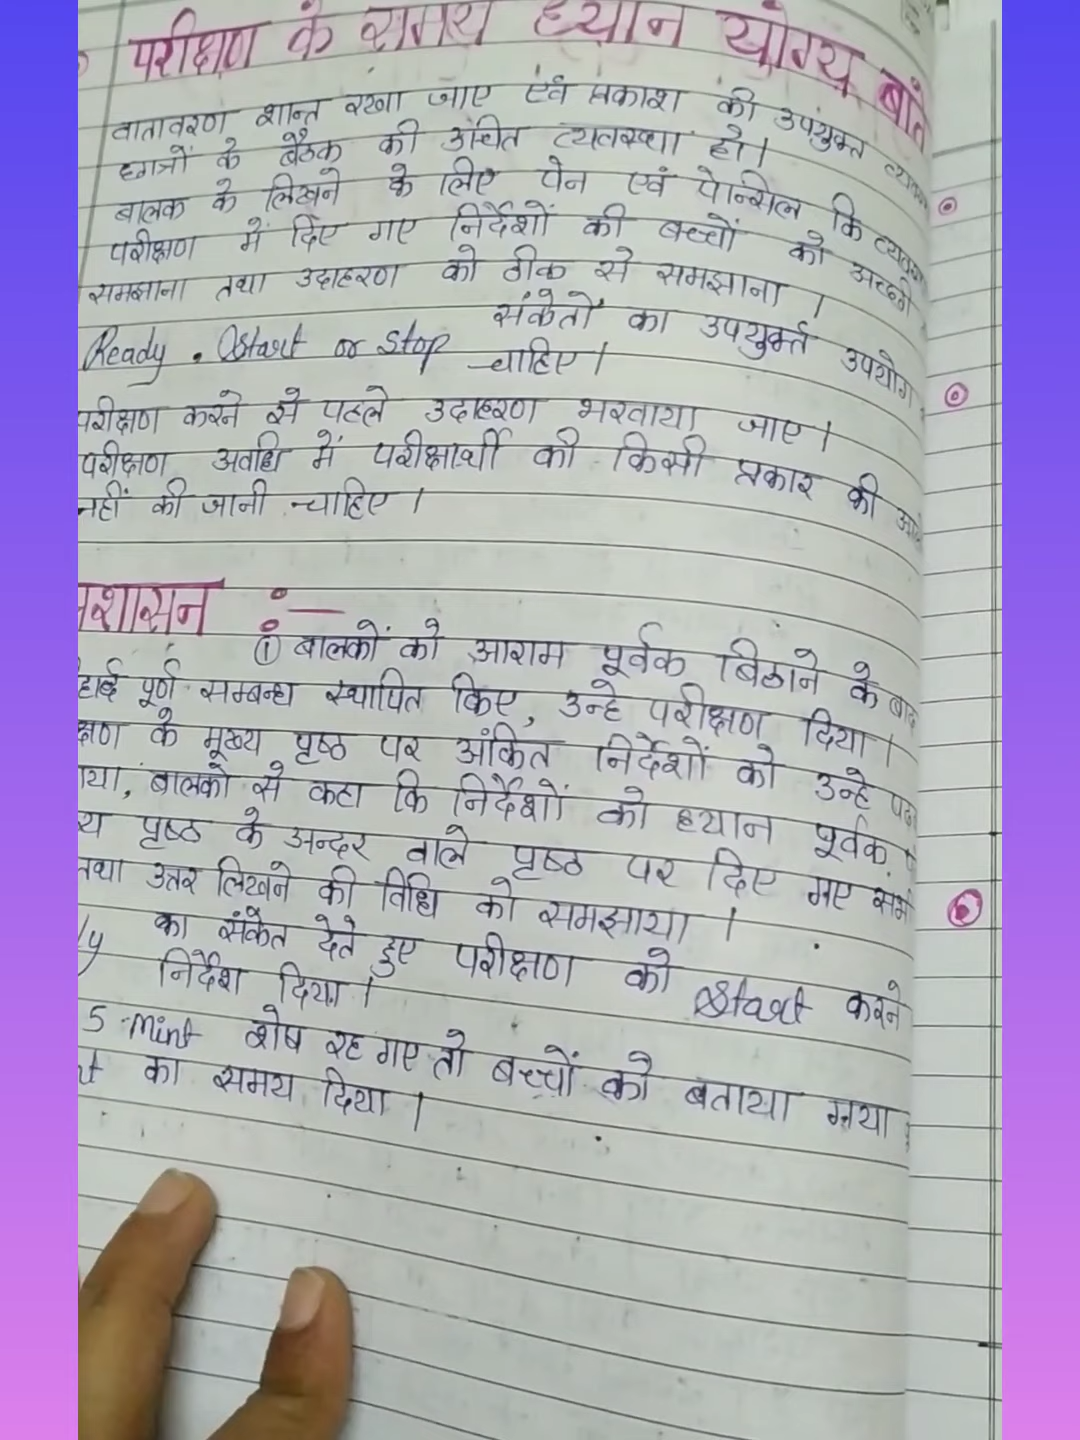 परीक्षण के समय ध्यान योग्य बातें
वातावरण शान्त रखा जाए एवं प्रकाश की उपयुक्त
छात्रों के बैठक की उचित व्यवस्था हो।
बालक के लिखने के लिए पेन एवं पेन्सिल कि
परीक्षण में दिए गए निर्देशों की बच्चों को अच्छी
समझाना तथा उदाहरण को ठीक से समझाना।
Ready . Start or Stop संकेतों का उपयुर्क्त उपयोग
चाहिए।
परीक्षण करने से पहले उदाहरण भरवाया जाए।
परीक्षण अवधि में परीक्षार्थी की किसी प्रकार की
नहीं की जानी चाहिए।
शासन :—
① बालकों को आराम पूर्वक बिठाने के बाद
पूर्ण सम्बन्ध स्थापित किए, उन्हे परीक्षण दिया।
क्षण के मूख्य पृष्ठ पर अंकित निर्देशों को उन्हे
या, बालकों से कहा कि निर्देशों को ध्यान पूर्वक
य पृष्ठ के अन्दर वाले पृष्ठ पर दिए गए
तथा उत्तर लिखने की विधि को समझाया।
का संकेत देते हुए परीक्षण को Start करने
निर्देश दिया।
5 Mint शेष रह गए तो बच्चों को बताया गया
का समय दिया।